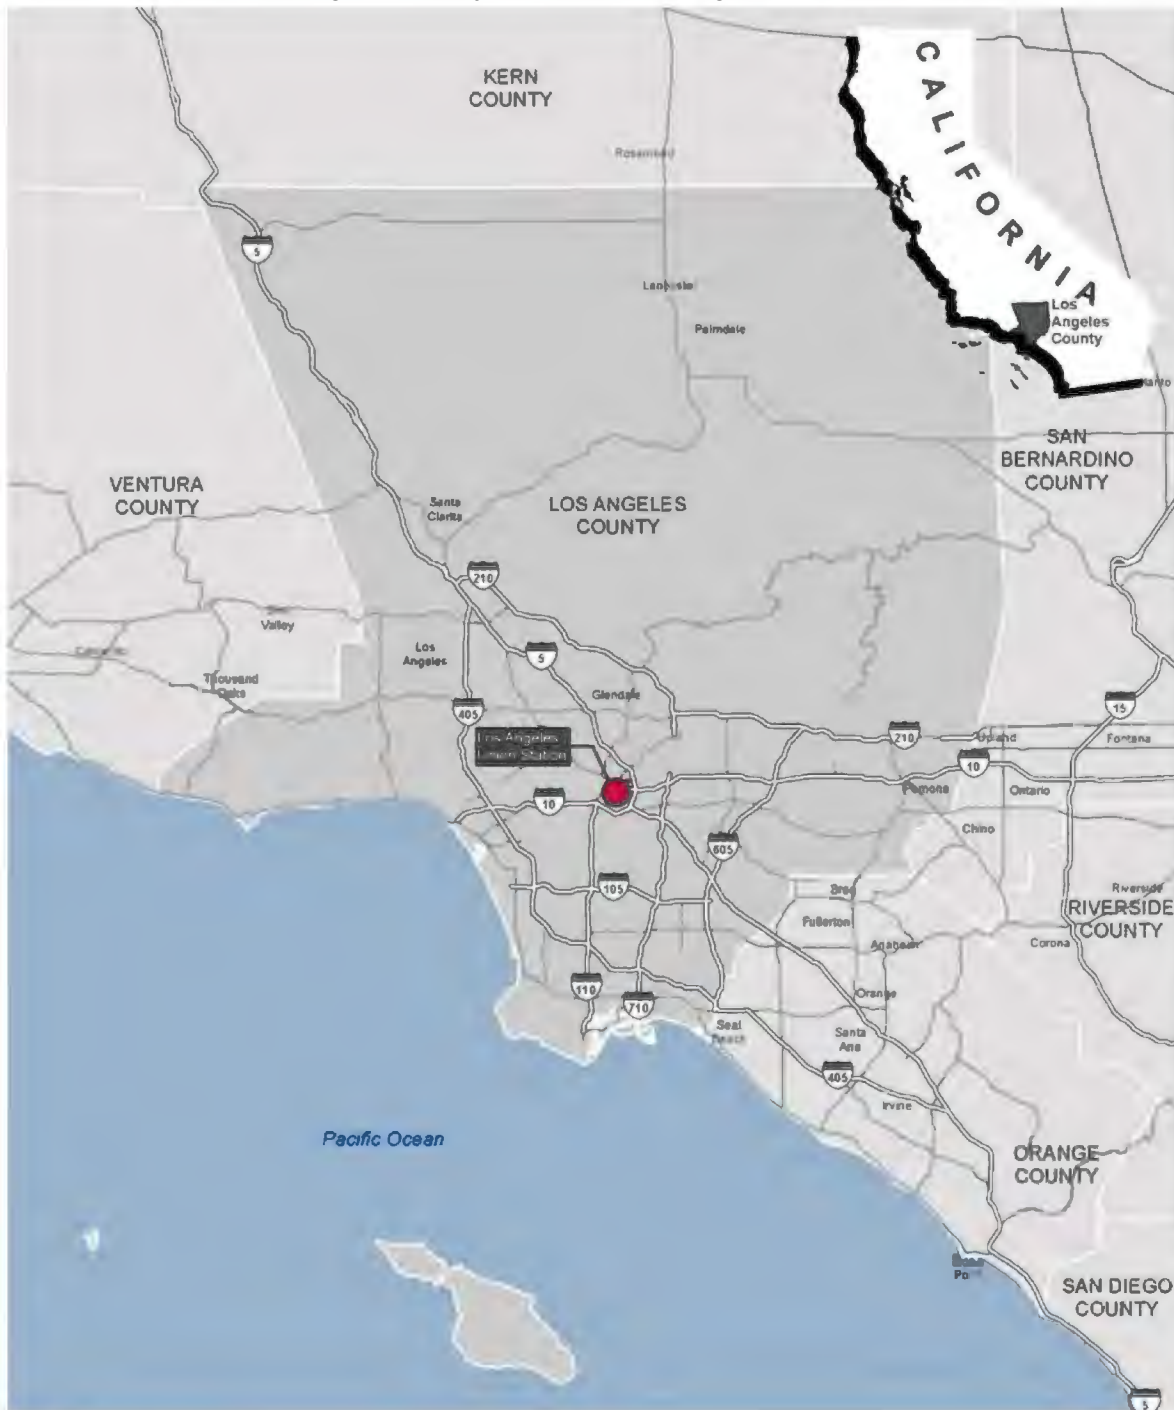 KERN
COUNTY
CALIFORNIA
5
Palmdale
Los
Angeles
County
SAN
BERNARDINO
COUNTY
VENTURA
COUNTY
Santa
Clarita
LOS ANGELES
COUNTY
210
Valley
Los
Angeles
5
Thousand
Oaks
Glendale
405
15
Los Angeles
Union Station
210
Upland
Fontana
10
10
Pomona
Ontario
Chino
605
105
Brea
Riverside
Fullerton
RIVERSIDE
COUNTY
Anaheim
Corona
110
Orange
710
Seal
Beach
Santa
Ana
405
Irvine
Pacific Ocean
ORANGE
COUNTY
Po
SAN DIEGO
COUNTY
5